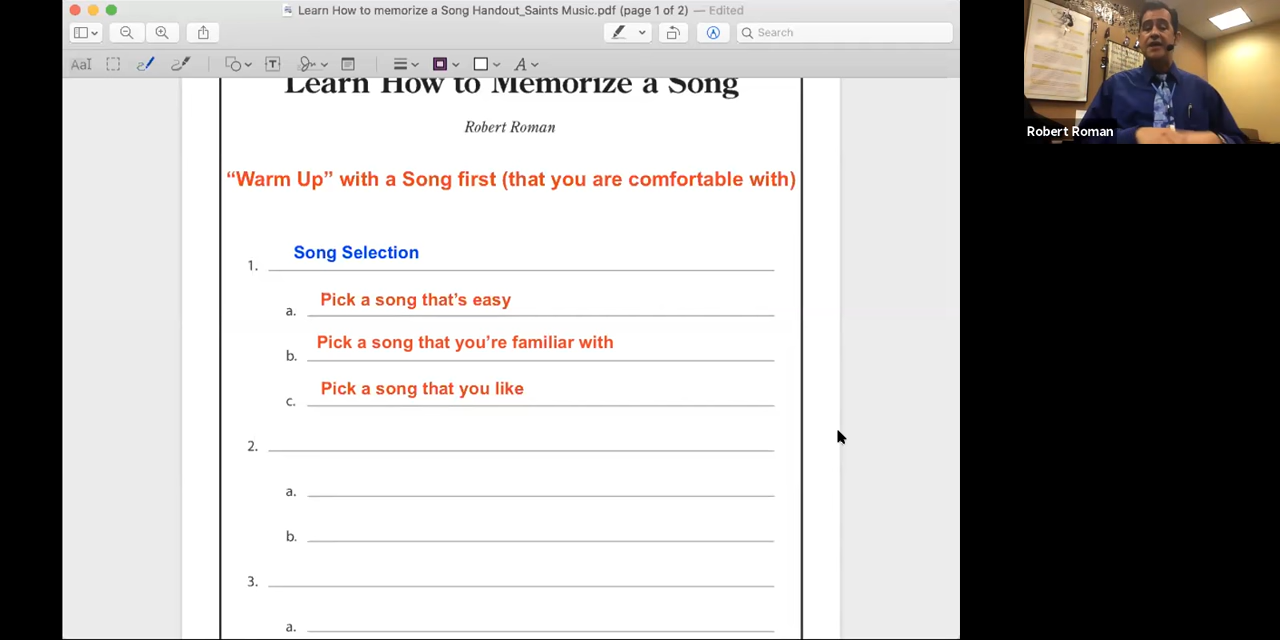 Learn How to memorize a Song Handout_Saints Music.pdf (page 1 of 2) — Edited
Search
AaI
T
A
Learn How to Memorize a Song
Robert Roman
“Warm Up” with a Song first (that you are comfortable with)
1. Song Selection
a. Pick a song that’s easy
b. Pick a song that you’re familiar with
c. Pick a song that you like
2.
a.
b.
3.
a.
Robert Roman